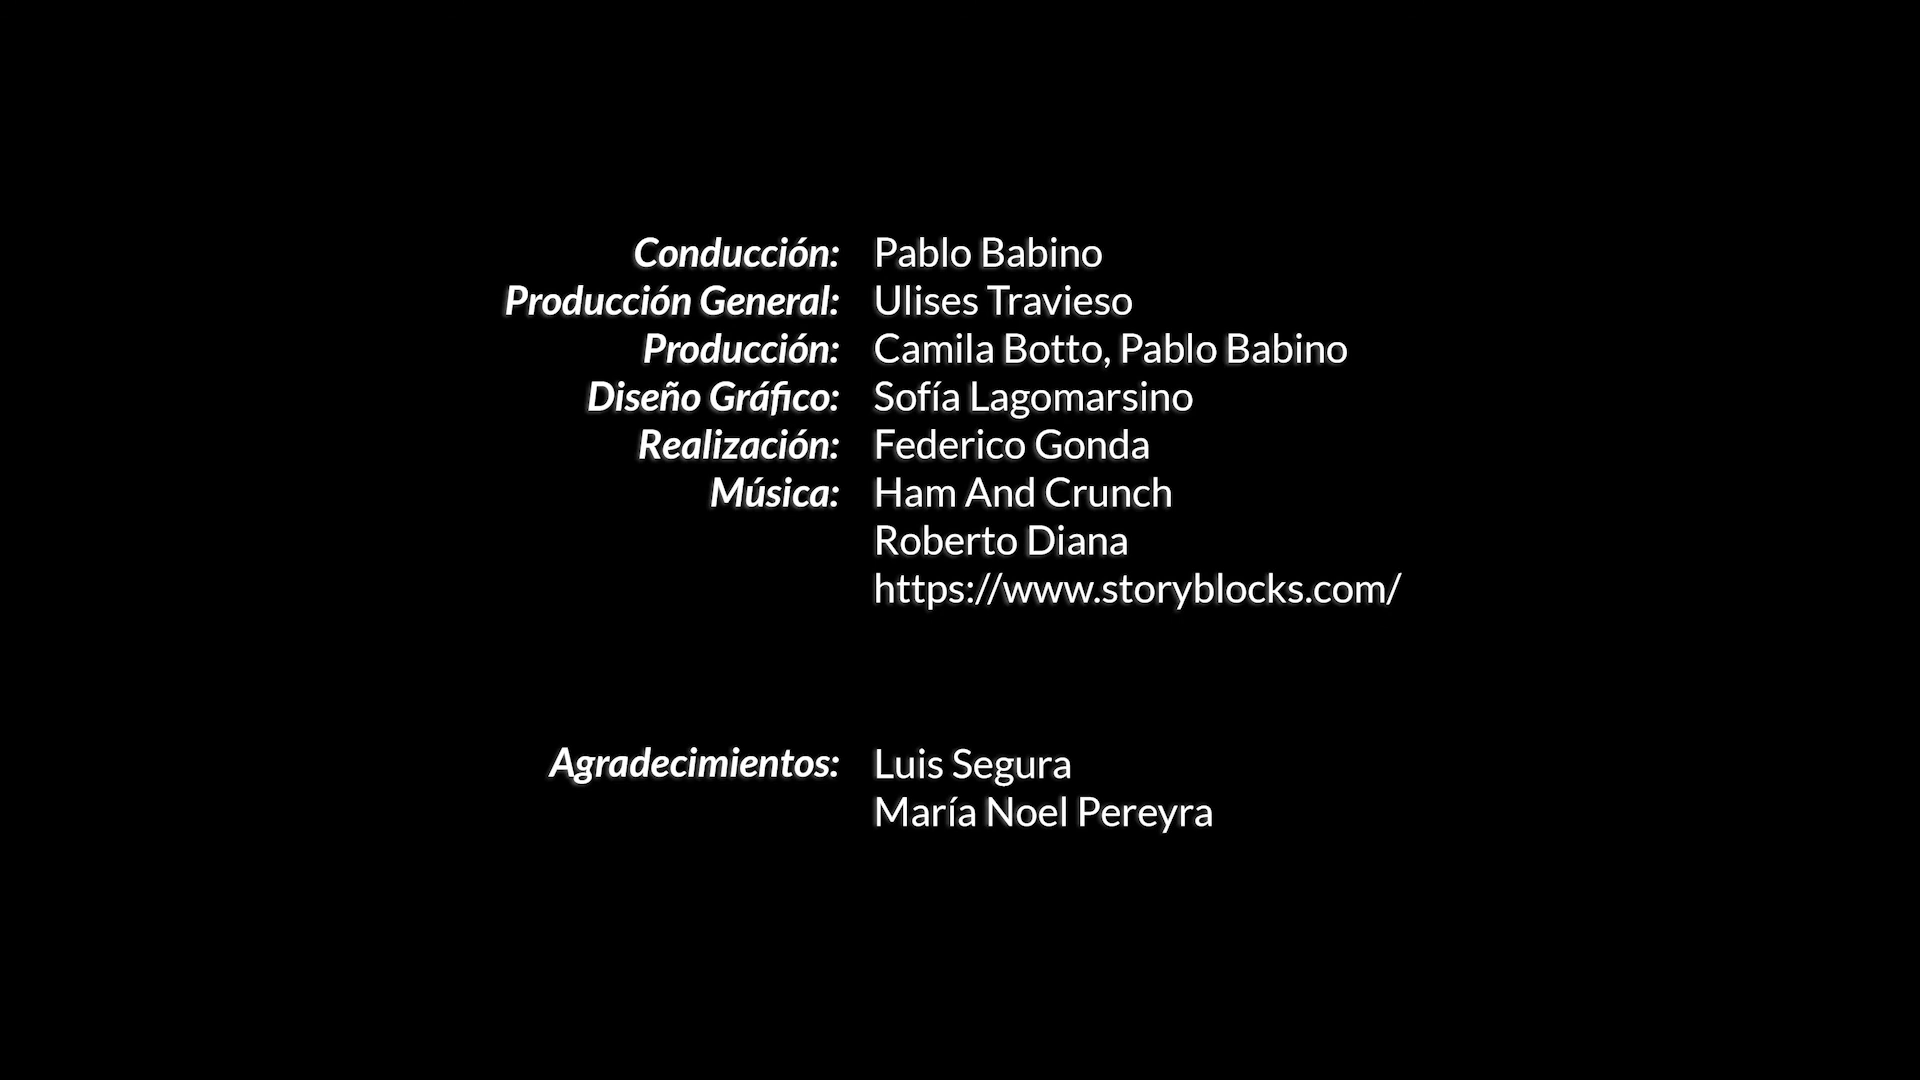 Conducción: Pablo Babino
Producción General: Ulises Travieso
Producción: Camila Botto, Pablo Babino
Diseño Gráfico: Sofía Lagomarsino
Realización: Federico Gonda
Música: Ham And Crunch
Roberto Diana
https://www.storyblocks.com/
Agradecimientos: Luis Segura
María Noel Pereyra